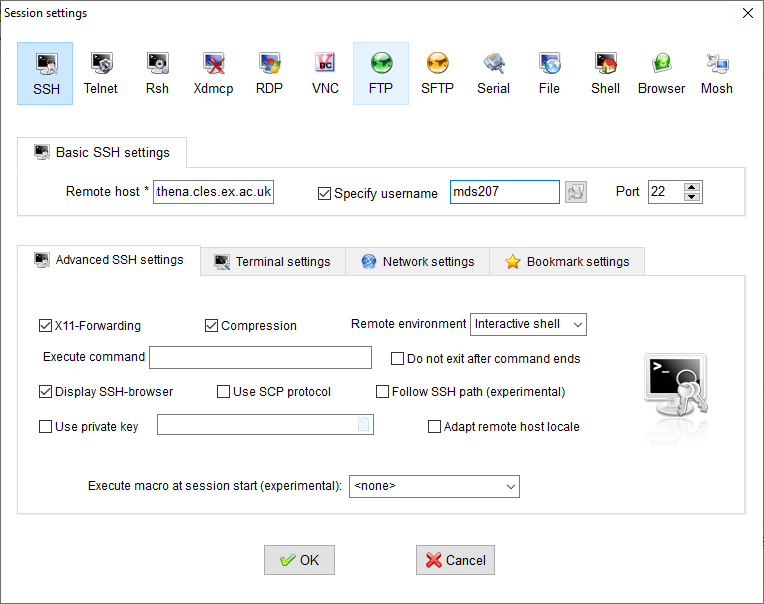 Session settings
SSH Telnet Rsh Xdmcp RDP VNC FTP SFTP Serial File Shell Browser Mosh
Basic SSH settings
Remote host * thena.cles.ex.ac.uk Specify username mds207 Port 22
Advanced SSH settings Terminal settings Network settings Bookmark settings
X11-Forwarding Compression Remote environment Interactive shell
Execute command Do not exit after command ends
Display SSH-browser Use SCP protocol Follow SSH path (experimental)
Use private key Adapt remote host locale
Execute macro at session start (experimental): <none>
OK Cancel